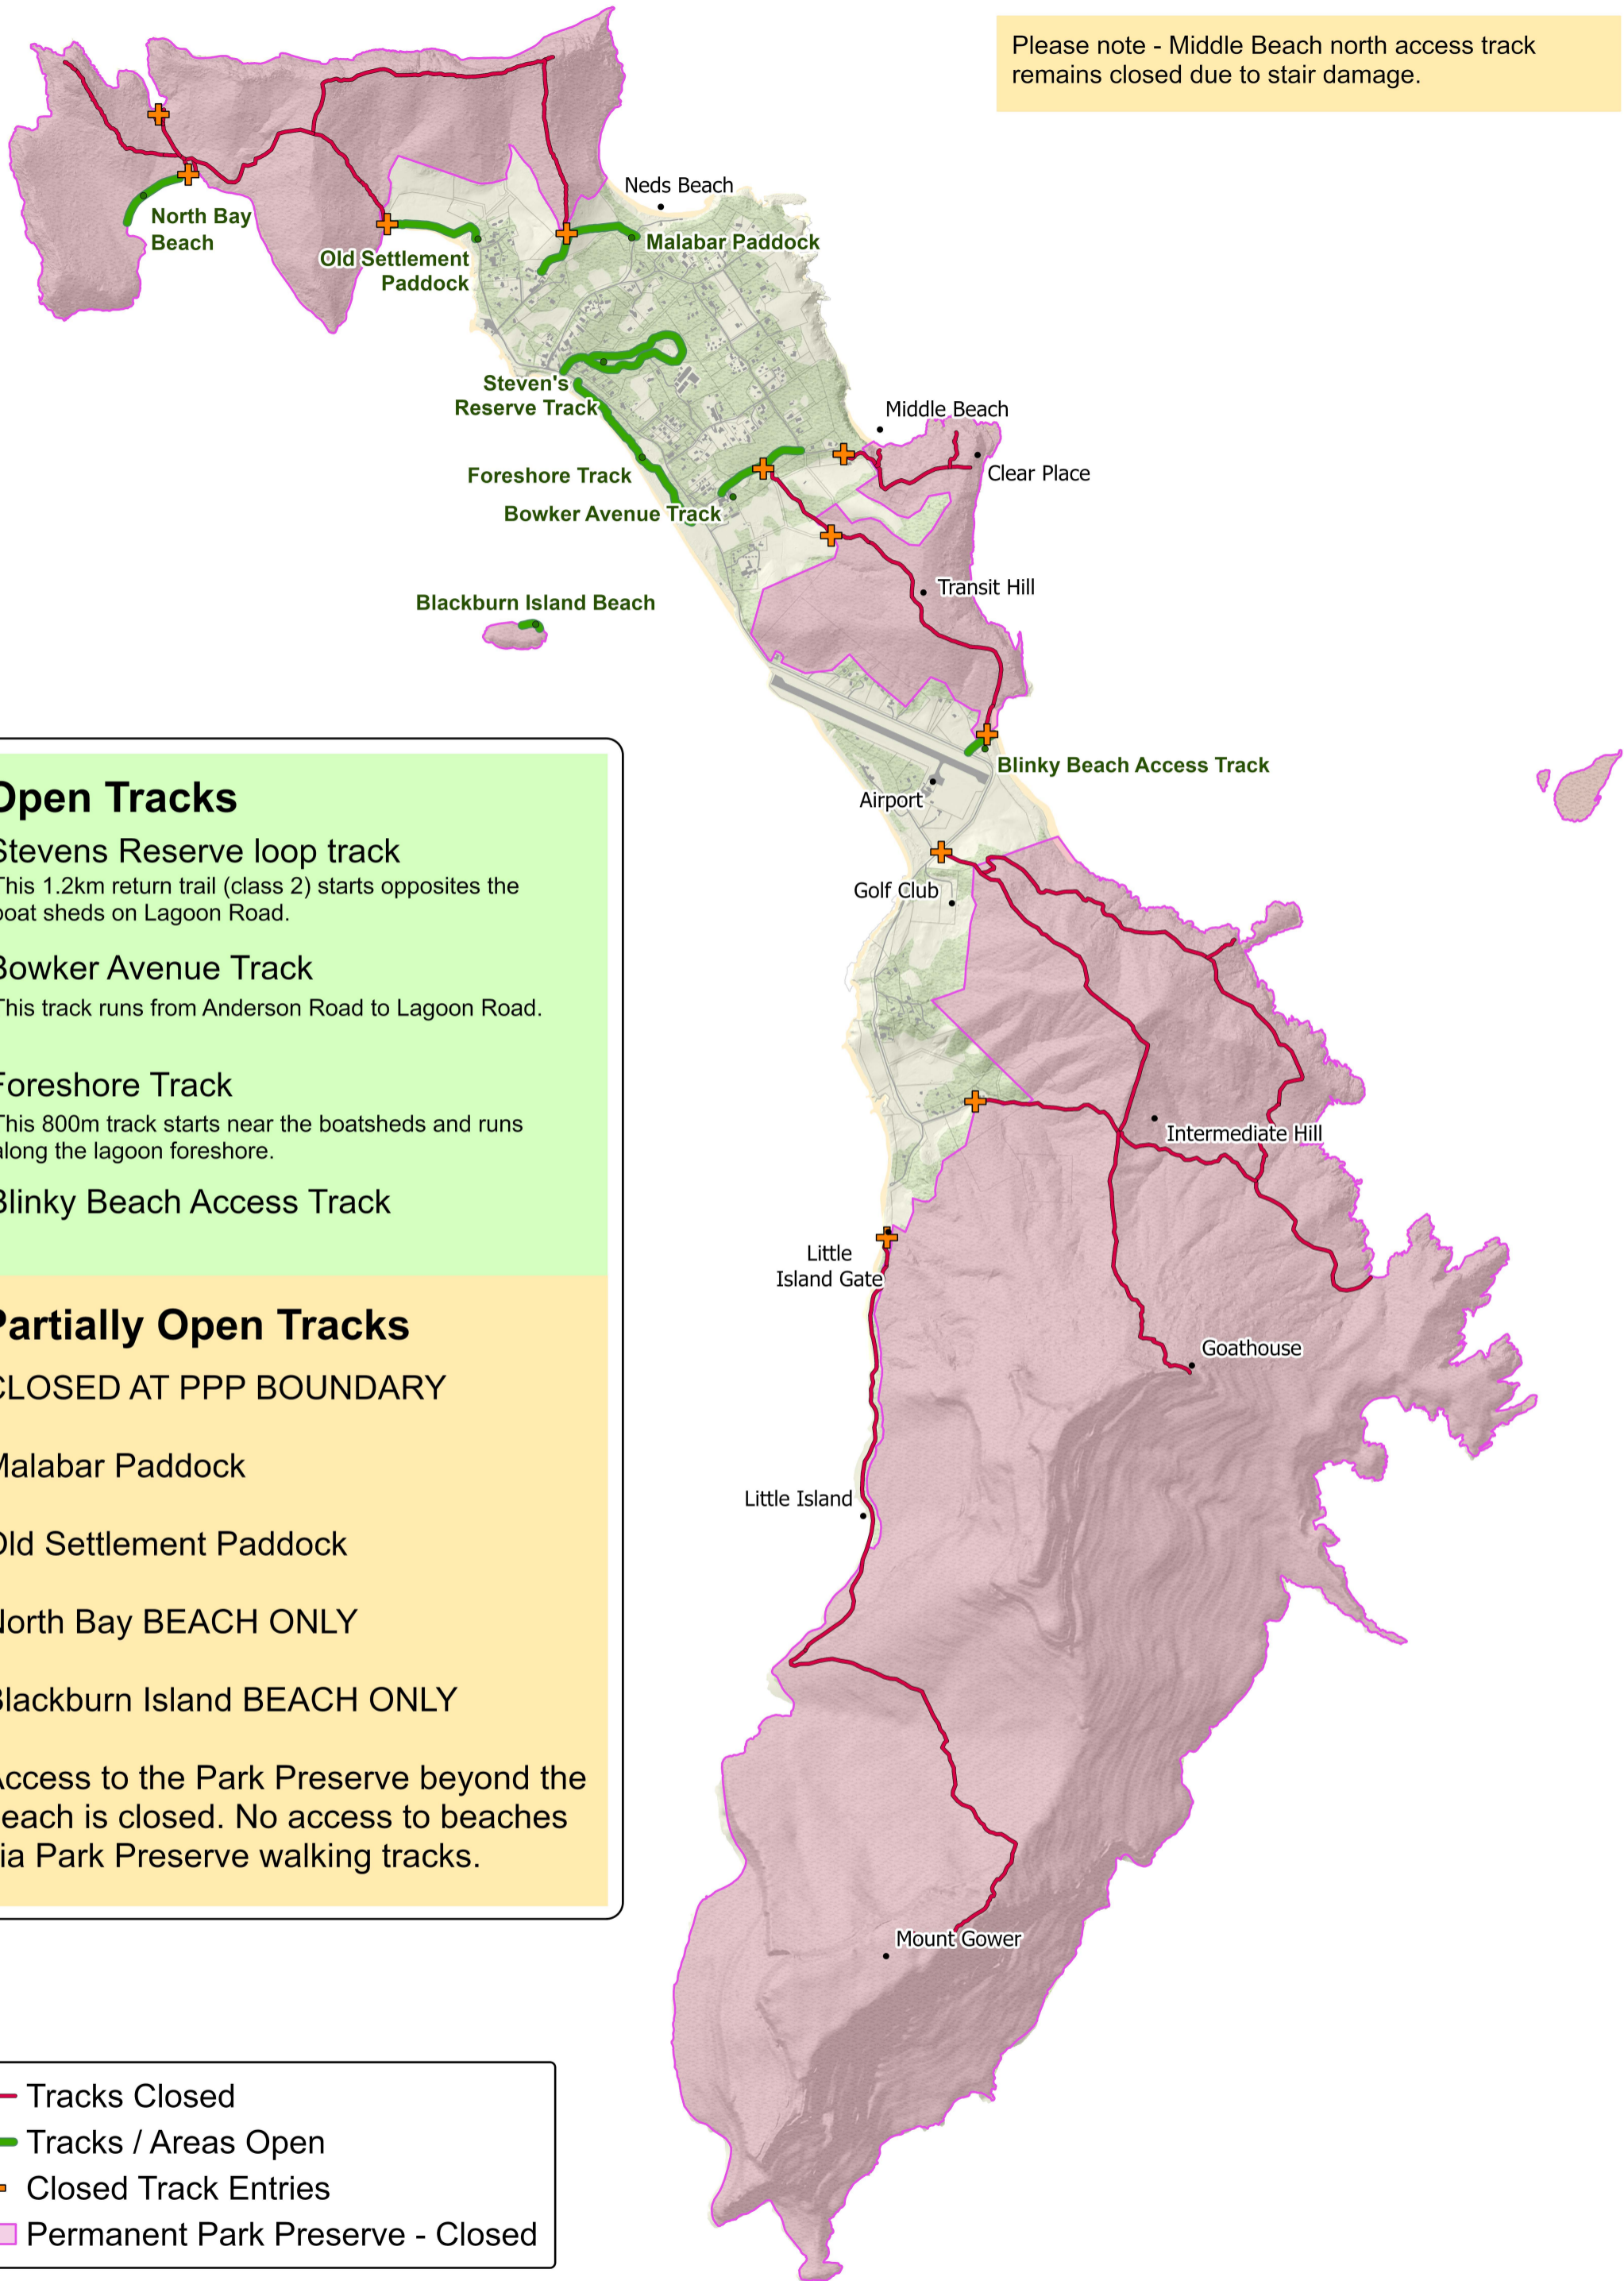 Please note - Middle Beach north access track
remains closed due to stair damage.
Neds Beach
North Bay
Beach
Malabar Paddock
Old Settlement
Paddock
Steven's
Reserve Track
Middle Beach
Clear Place
Foreshore Track
Bowker Avenue Track
Transit Hill
Blackburn Island Beach
Blinky Beach Access Track
Airport
Golf Club
Intermediate Hill
Little
Island Gate
Goathouse
Little Island
Mount Gower
Open Tracks
Stevens Reserve loop track
This 1.2km return trail (class 2) starts opposites the
boat sheds on Lagoon Road.
Bowker Avenue Track
This track runs from Anderson Road to Lagoon Road.
Foreshore Track
This 800m track starts near the boatsheds and runs
along the lagoon foreshore.
Blinky Beach Access Track
Partially Open Tracks
CLOSED AT PPP BOUNDARY
Malabar Paddock
Old Settlement Paddock
North Bay BEACH ONLY
Blackburn Island BEACH ONLY
Access to the Park Preserve beyond the
each is closed. No access to beaches
ia Park Preserve walking tracks.
Tracks Closed
Tracks / Areas Open
Closed Track Entries
Permanent Park Preserve - Closed